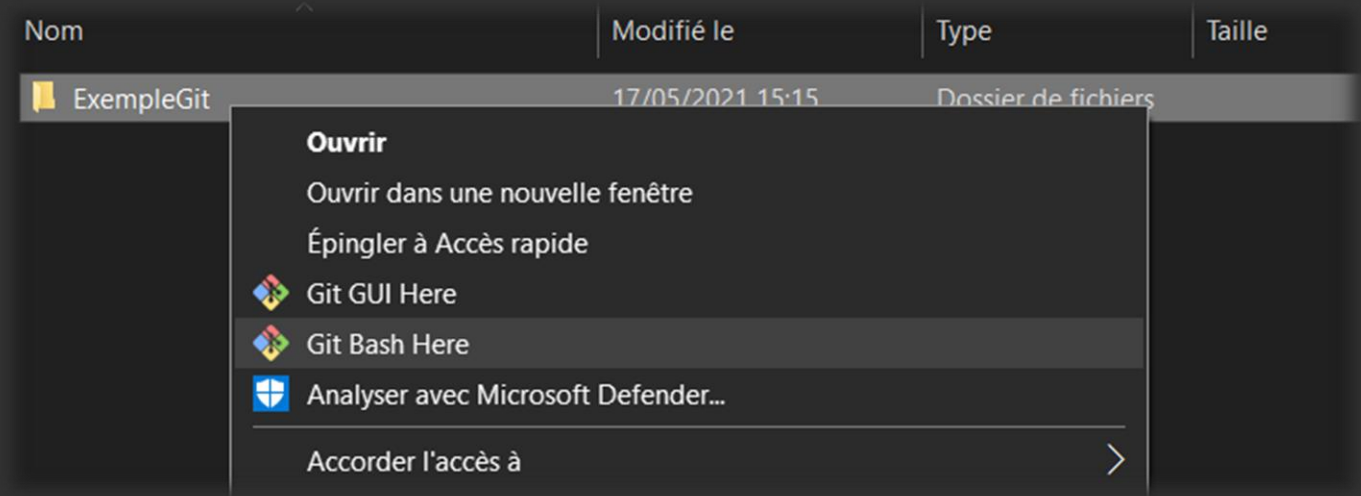 Nom Modifié le Type Taille
ExempleGit 17/05/2021 15:15 Dossier de fichiers
Ouvrir
Ouvrir dans une nouvelle fenêtre
Épingler à Accès rapide
Git GUI Here
Git Bash Here
Analyser avec Microsoft Defender...
Accorder l'accès à